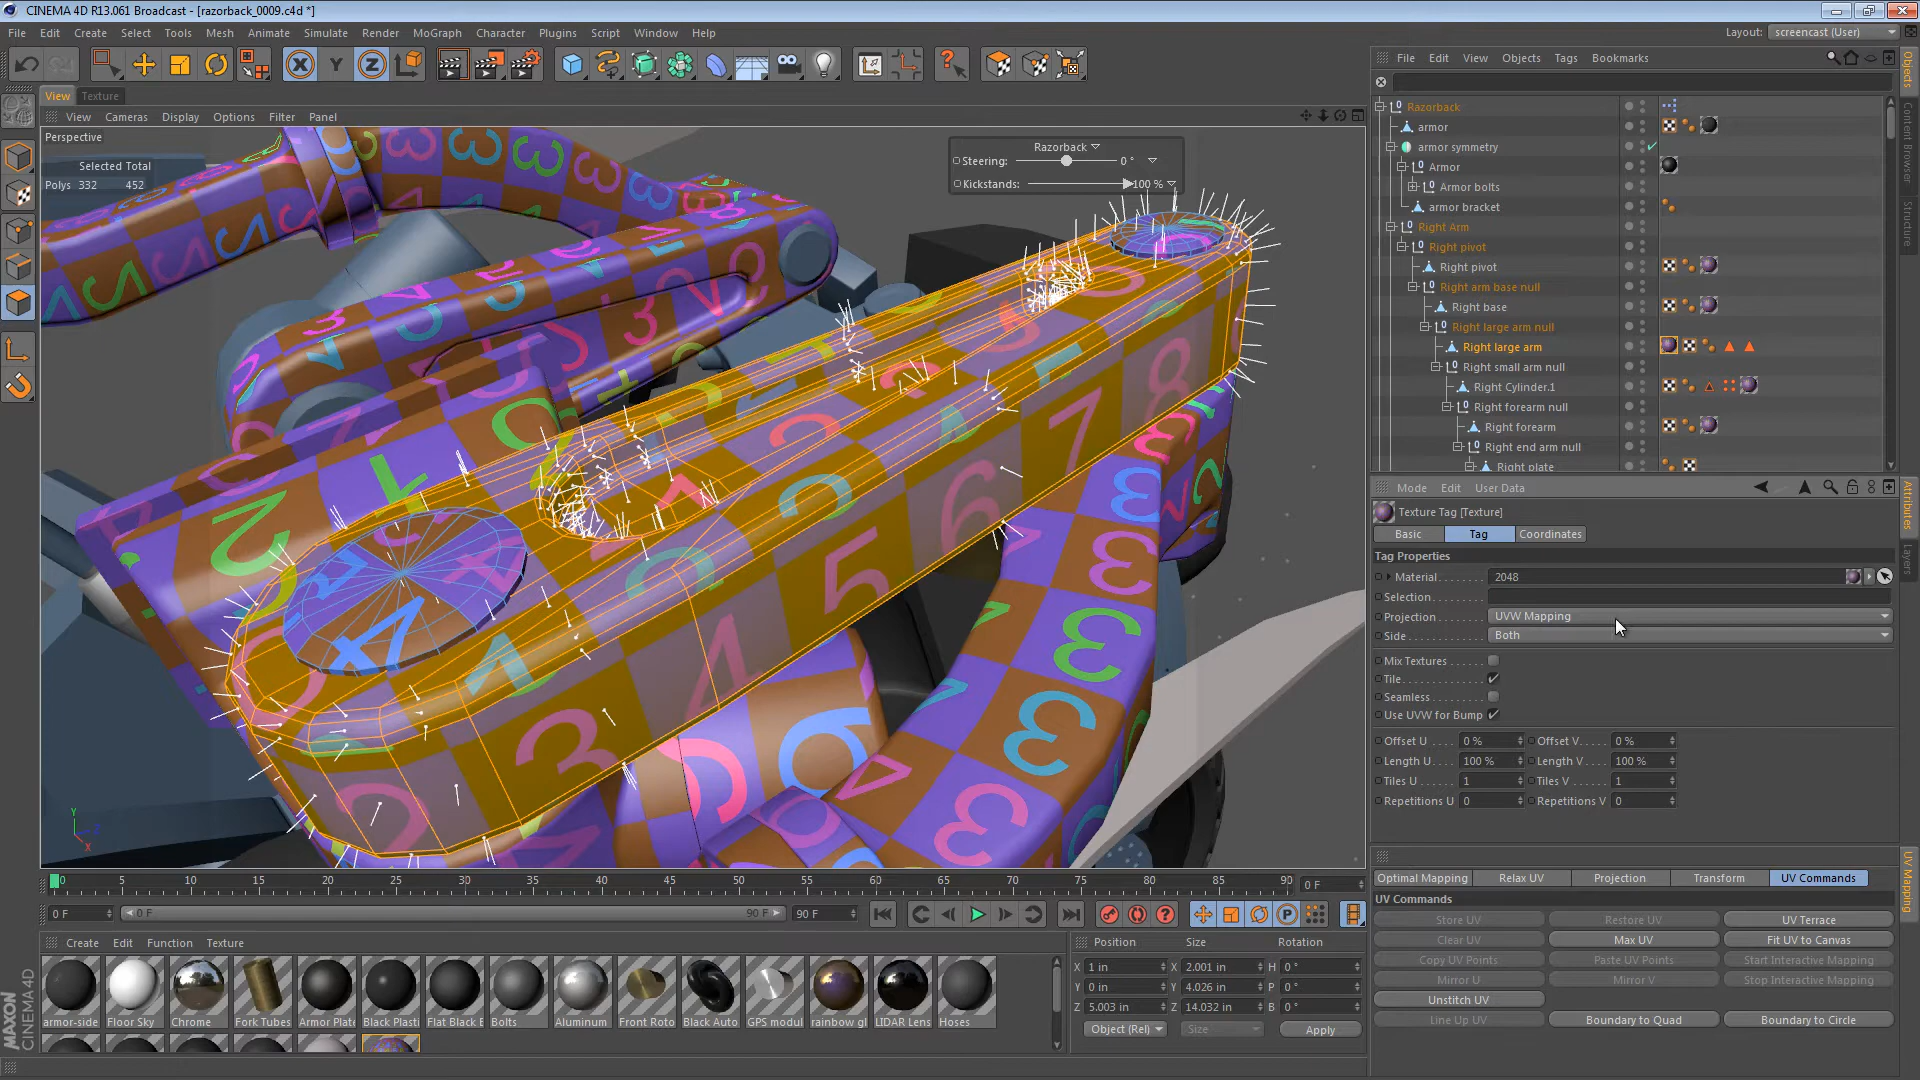 CINEMA 4D R13.061 Broadcast - [razorback_0009.c4d *]
File Edit Create Select Tools Mesh Animate Simulate Render MoGraph Character Plugins Script Window Help
Layout: screencast (User)
View Texture
View Cameras Display Options Filter Panel
Perspective
Selected Total
Polys 332 452
Razorback
Steering: 0 °
Kickstands: 100 %
X Y Z
File Edit View Objects Tags Bookmarks
Razorback
armor
armor symmetry
Armor
Armor bolts
armor bracket
Right Arm
Right pivot
Right pivot
Right arm base null
Right base
Right large arm null
Right large arm
Right small arm null
Right Cylinder.1
Right forearm null
Right forearm
Right end arm null
Right plate
Objects
Content Browser
Structure
Mode Edit User Data
Texture Tag [Texture]
Basic Tag Coordinates
Tag Properties
Material 2048
Selection
Projection UVW Mapping
Side Both
Mix Textures
Tile
Seamless
Use UVW for Bump
Offset U 0 % Offset V 0 %
Length U 100 % Length V 100 %
Tiles U 1 Tiles V 1
Repetitions U 0 Repetitions V 0
Attributes
Layers
Optimal Mapping Relax UV Projection Transform UV Commands
UV Commands
Store UV Restore UV UV Terrace
Clear UV Max UV Fit UV to Canvas
Copy UV Points Paste UV Points Start Interactive Mapping
Mirror U Mirror V Stop Interactive Mapping
Unstitch UV
Line Up UV Boundary to Quad Boundary to Circle
UV Mapping
0 5 10 15 20 25 30 35 40 45 50 55 60 65 70 75 80 85 90 0 F
0 F 0 F 90 F 90 F
Create Edit Function Texture
armor-side Floor Sky Chrome Fork Tubes Armor Plate Black Plasti Flat Black E Bolts Aluminum Front Roto Black Auto GPS modul rainbow gl LIDAR Lens Hoses
Position Size Rotation
X 1 in X 2.001 in H 0 °
Y 0 in Y 4.026 in P 0 °
Z 5.003 in Z 14.032 in B 0 °
Object (Rel) Size Apply
MAXON
CINEMA 4D